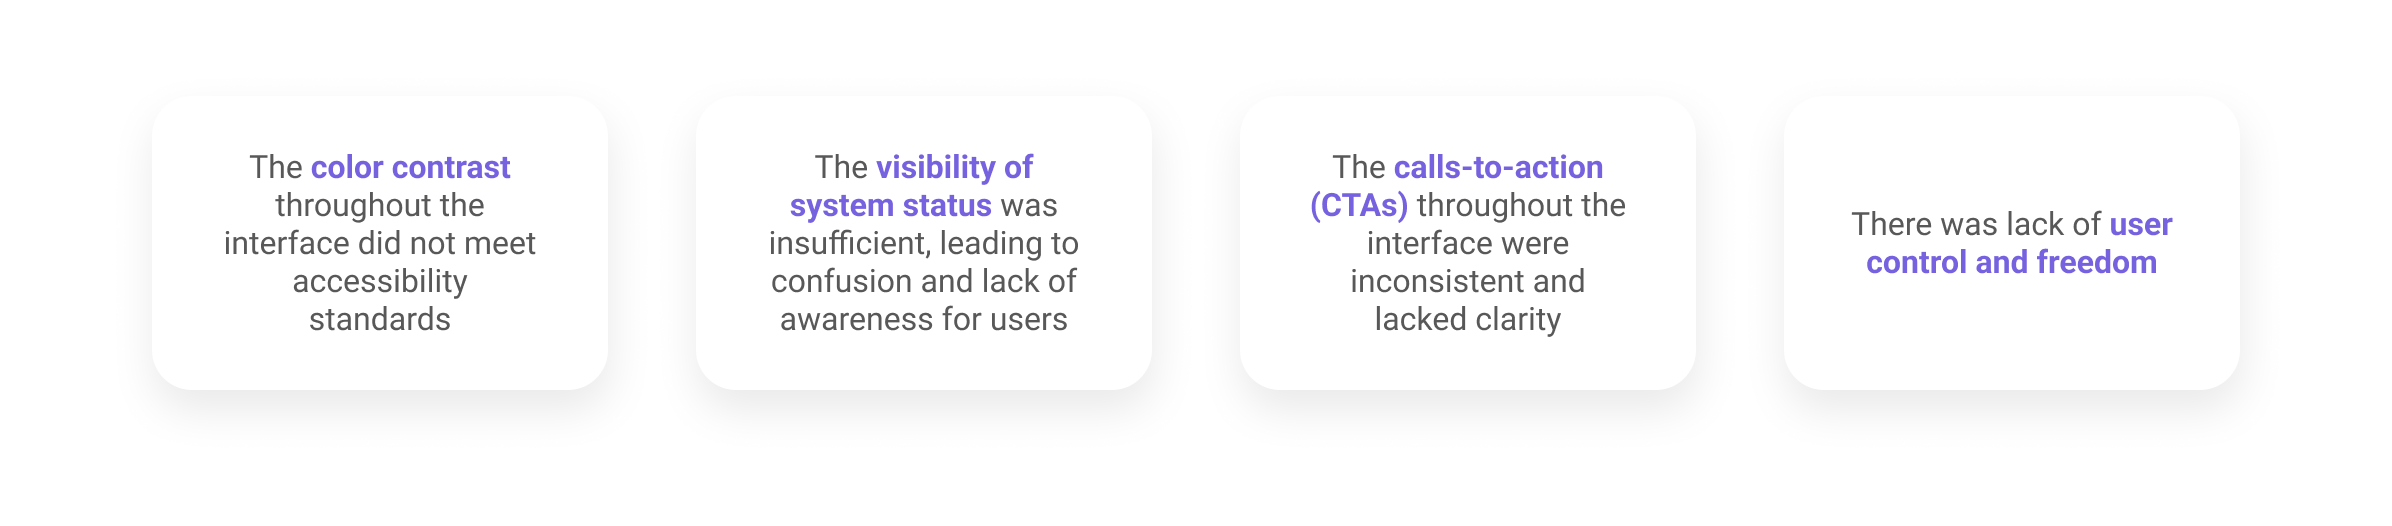 The color contrast
throughout the
interface did not meet
accessibility
standards
The visibility of
system status was
insufficient, leading to
confusion and lack of
awareness for users
The calls-to-action
(CTAs) throughout the
interface were
inconsistent and
lacked clarity
There was lack of user
control and freedom